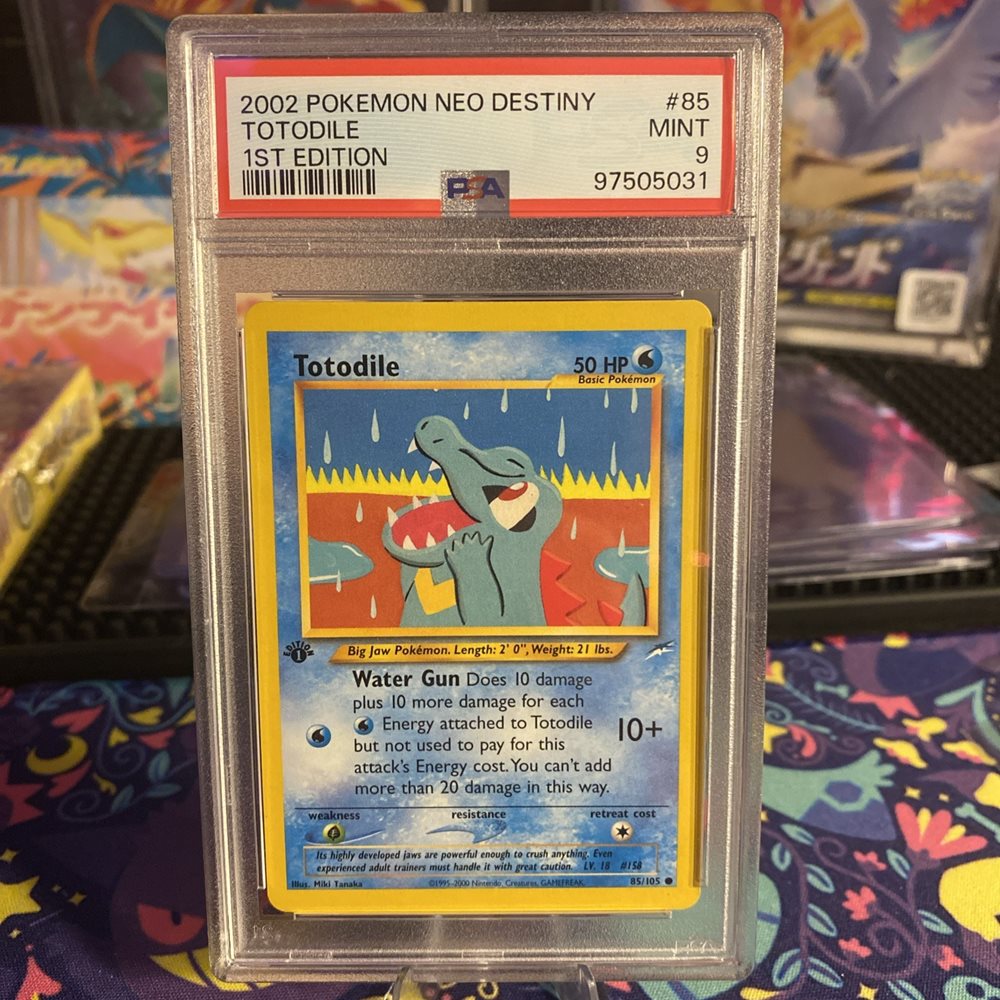 2002 POKEMON NEO DESTINY #85
TOTODILE MINT
1ST EDITION 9
PSA 97505031
Totodile 50 HP
Basic Pokémon
EDITION 1
Big Jaw Pokémon. Length: 2' 0", Weight: 21 lbs.
Water Gun Does 10 damage
plus 10 more damage for each
Energy attached to Totodile
but not used to pay for this
attack's Energy cost. You can't add
more than 20 damage in this way.
10+
weakness resistance retreat cost
Its highly developed jaws are powerful enough to crush anything. Even
experienced adult trainers must handle it with great caution. LV. 18 #158
Illus. Miki Tanaka ©1995-2000 Nintendo, Creatures, GAMEFREAK. 85/105